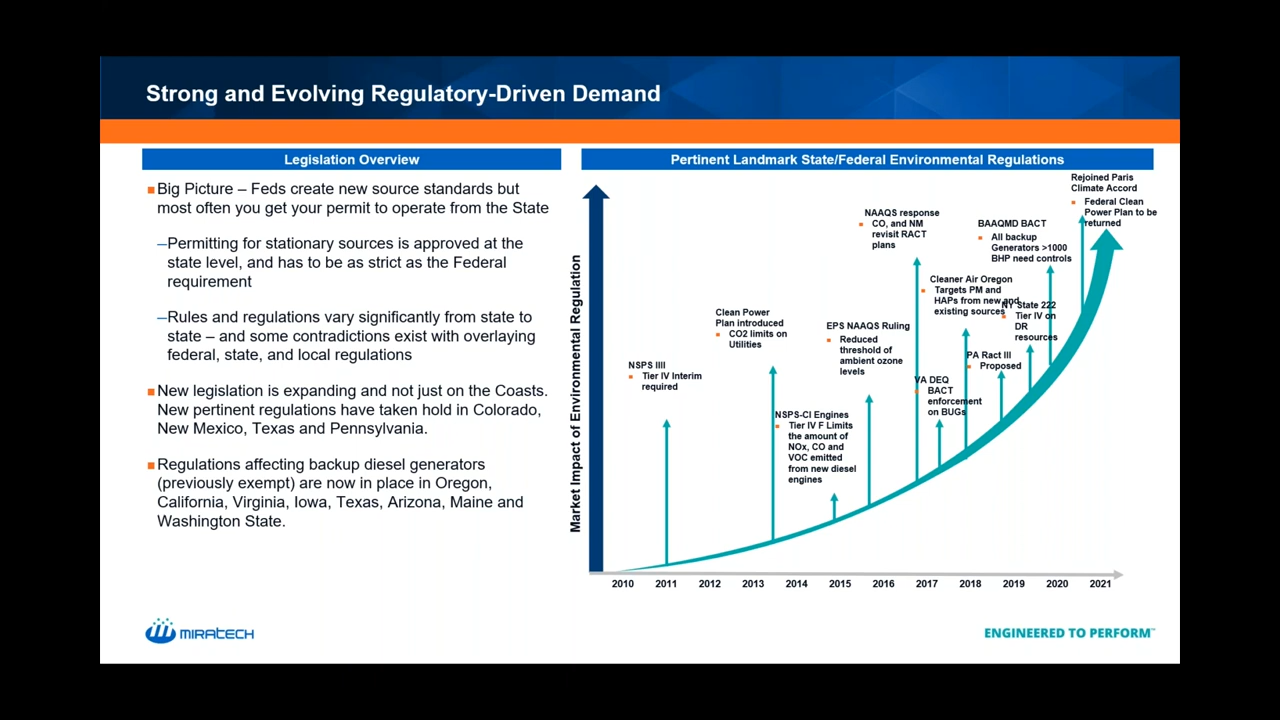 Strong and Evolving Regulatory-Driven Demand
Legislation Overview
Big Picture – Feds create new source standards but
most often you get your permit to operate from the State
–Permitting for stationary sources is approved at the
state level, and has to be as strict as the Federal
requirement
–Rules and regulations vary significantly from state to
state – and some contradictions exist with overlaying
federal, state, and local regulations
New legislation is expanding and not just on the Coasts.
New pertinent regulations have taken hold in Colorado,
New Mexico, Texas and Pennsylvania.
Regulations affecting backup diesel generators
(previously exempt) are now in place in Oregon,
California, Virginia, Iowa, Texas, Arizona, Maine and
Washington State.
Pertinent Landmark State/Federal Environmental Regulations
Market Impact of Environmental Regulation
NSPS IIII
Tier IV Interim
required
Clean Power
Plan introduced
CO2 limits on
Utilities
NSPS-CI Engines
Tier IV F Limits
the amount of
NOx, CO and
VOC emitted
from new diesel
engines
EPS NAAQS Ruling
Reduced
threshold of
ambient ozone
levels
NAAQS response
CO, and NM
revisit RACT
plans
VA DEQ
BACT
enforcement
on BUGs
Cleaner Air Oregon
Targets PM and
HAPs from new and
existing sources
PA Ract III
Proposed
NY State 222
Tier IV on
DR
resources
BAAQMD BACT
All backup
Generators >1000
BHP need controls
Rejoined Paris
Climate Accord
Federal Clean
Power Plan to be
returned
2010 2011 2012 2013 2014 2015 2016 2017 2018 2019 2020 2021
MIRATECH
ENGINEERED TO PERFORM™